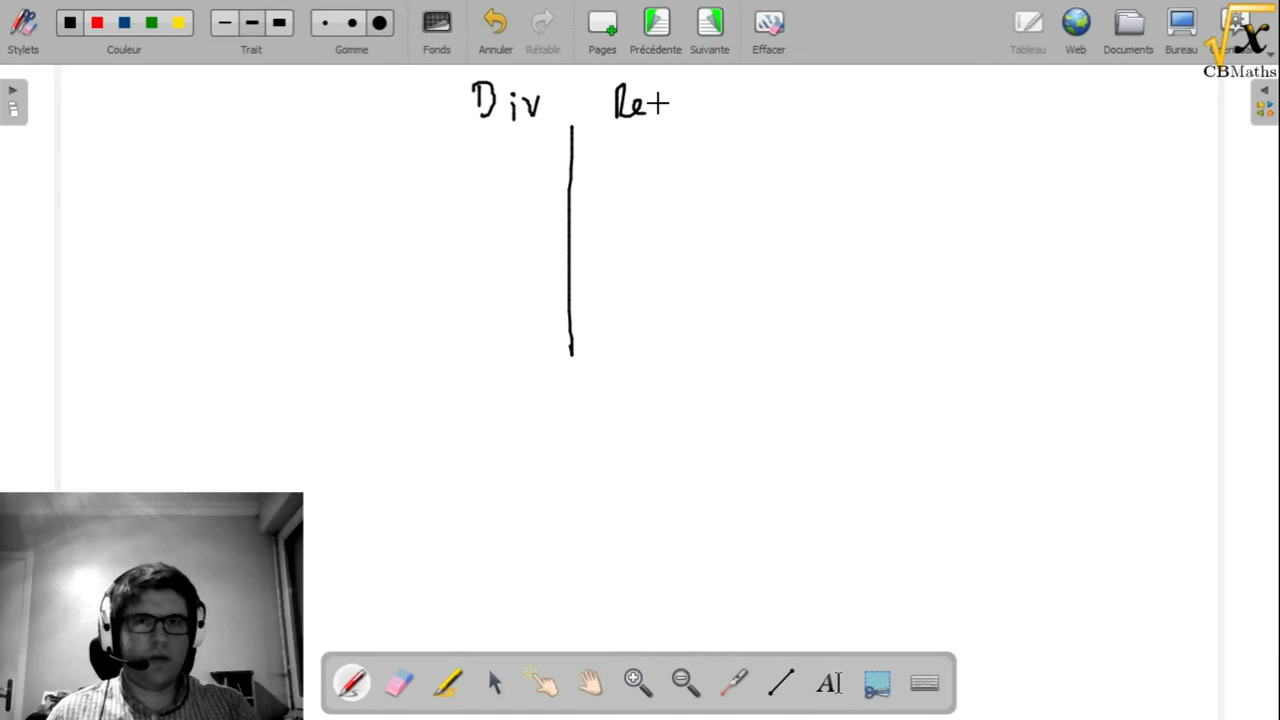 Stylets Couleur Trait Gomme Fonds Annuler Rétablir Pages Précédente Suivante Effacer Tableau Web Documents Bureau
CBMaths
Div Re+